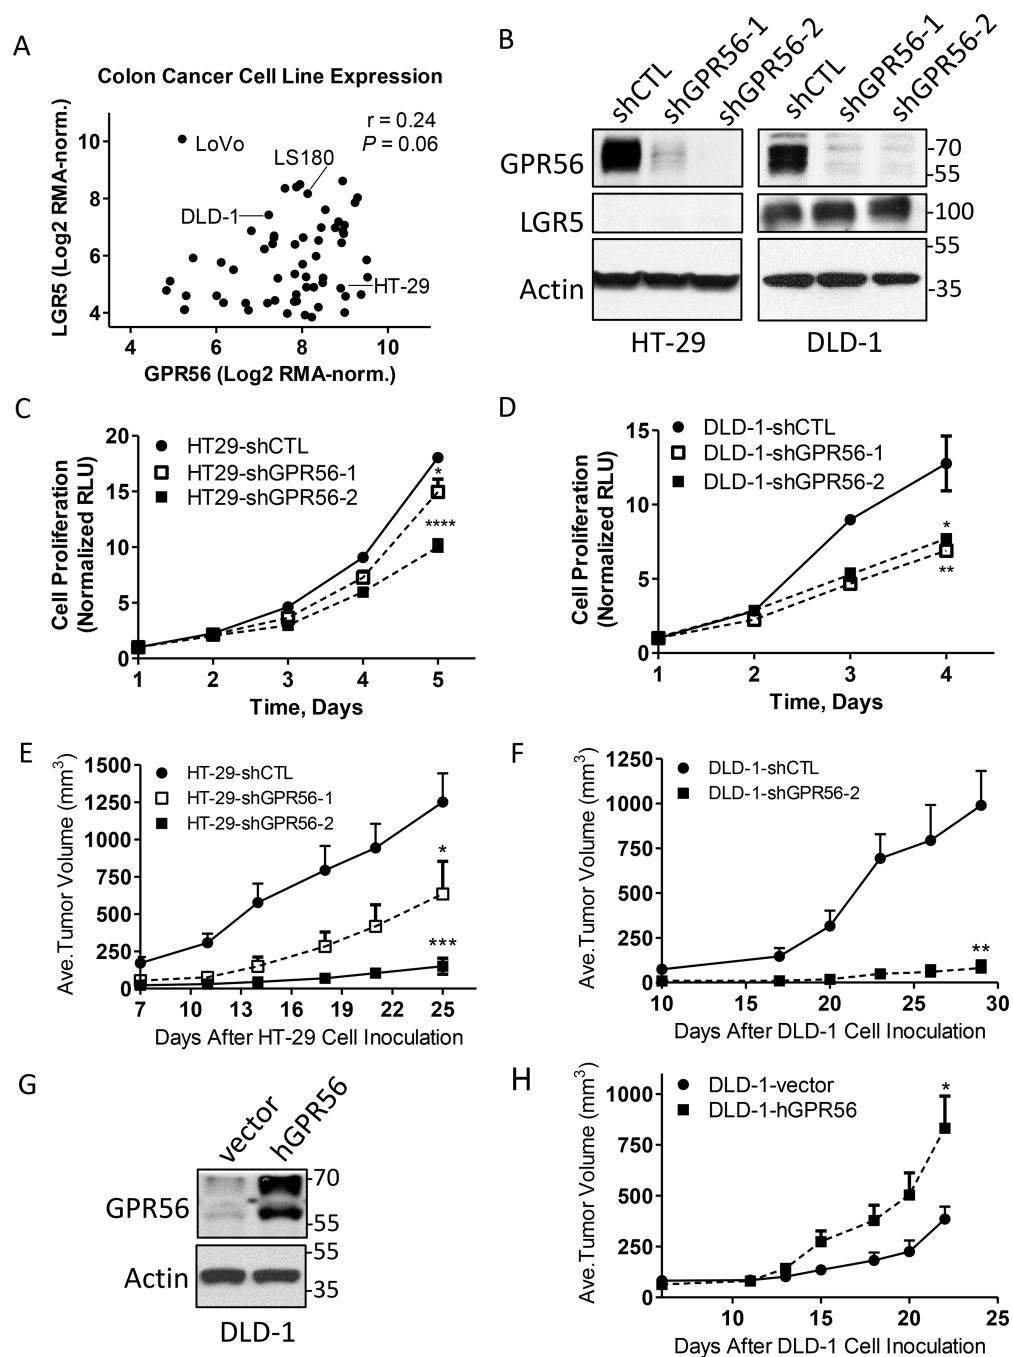 A
Colon Cancer Cell Line Expression
LGR5 (Log2 RMA-norm.)
10
8
6
4
r = 0.24
P = 0.06
LoVo
LS180
DLD-1
HT-29
4 6 8 10
GPR56 (Log2 RMA-norm.)
B
shCTL shGPR56-1 shGPR56-2 shCTL shGPR56-1 shGPR56-2
GPR56
LGR5
Actin
-70
-55
-100
55
-35
HT-29 DLD-1
C
Cell Proliferation
(Normalized RLU)
20
15
10
5
0
HT29-shCTL
HT29-shGPR56-1
HT29-shGPR56-2
*
****
1 2 3 4 5
Time, Days
D
Cell Proliferation
(Normalized RLU)
15
10
5
0
DLD-1-shCTL
DLD-1-shGPR56-1
DLD-1-shGPR56-2
*
**
1 2 3 4
Time, Days
E
Ave.Tumor Volume (mm3)
1500
1250
1000
750
500
250
0
HT-29-shCTL
HT-29-shGPR56-1
HT-29-shGPR56-2
*
***
7 10 13 16 19 22 25
Days After HT-29 Cell Inoculation
F
Ave.Tumor Volume (mm3)
1250
1000
750
500
250
0
DLD-1-shCTL
DLD-1-shGPR56-2
**
10 15 20 25 30
Days After DLD-1 Cell Inoculation
G
vector hGPR56
GPR56
Actin
-70
-55
-55
-35
DLD-1
H
Ave.Tumor Volume (mm3)
1000
750
500
250
0
DLD-1-vector
DLD-1-hGPR56
*
10 15 20 25
Days After DLD-1 Cell Inoculation